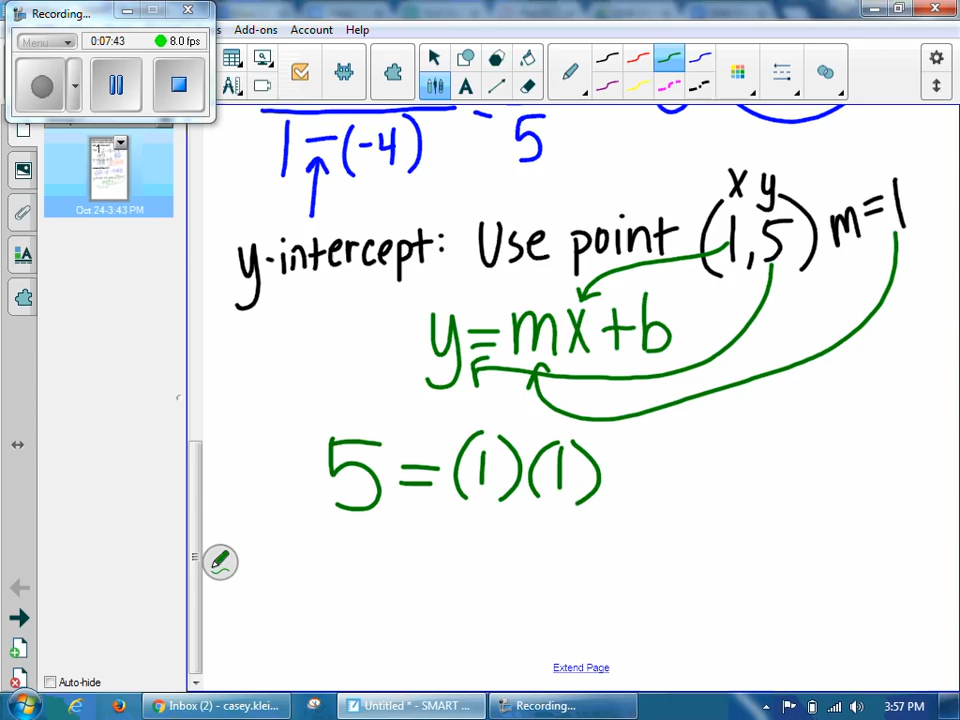 Recording...
Menu
0:07:43
8.0 fps
Add-ons Account Help
1-(-4) = 5
x y
y-intercept: Use point (1,5) m=1
y=mx+b
5=(1)(1)
Oct 24-3:43 PM
Extend Page
Auto-hide
Inbox (2) - casey.klei...
Untitled * - SMART ...
Recording...
3:57 PM